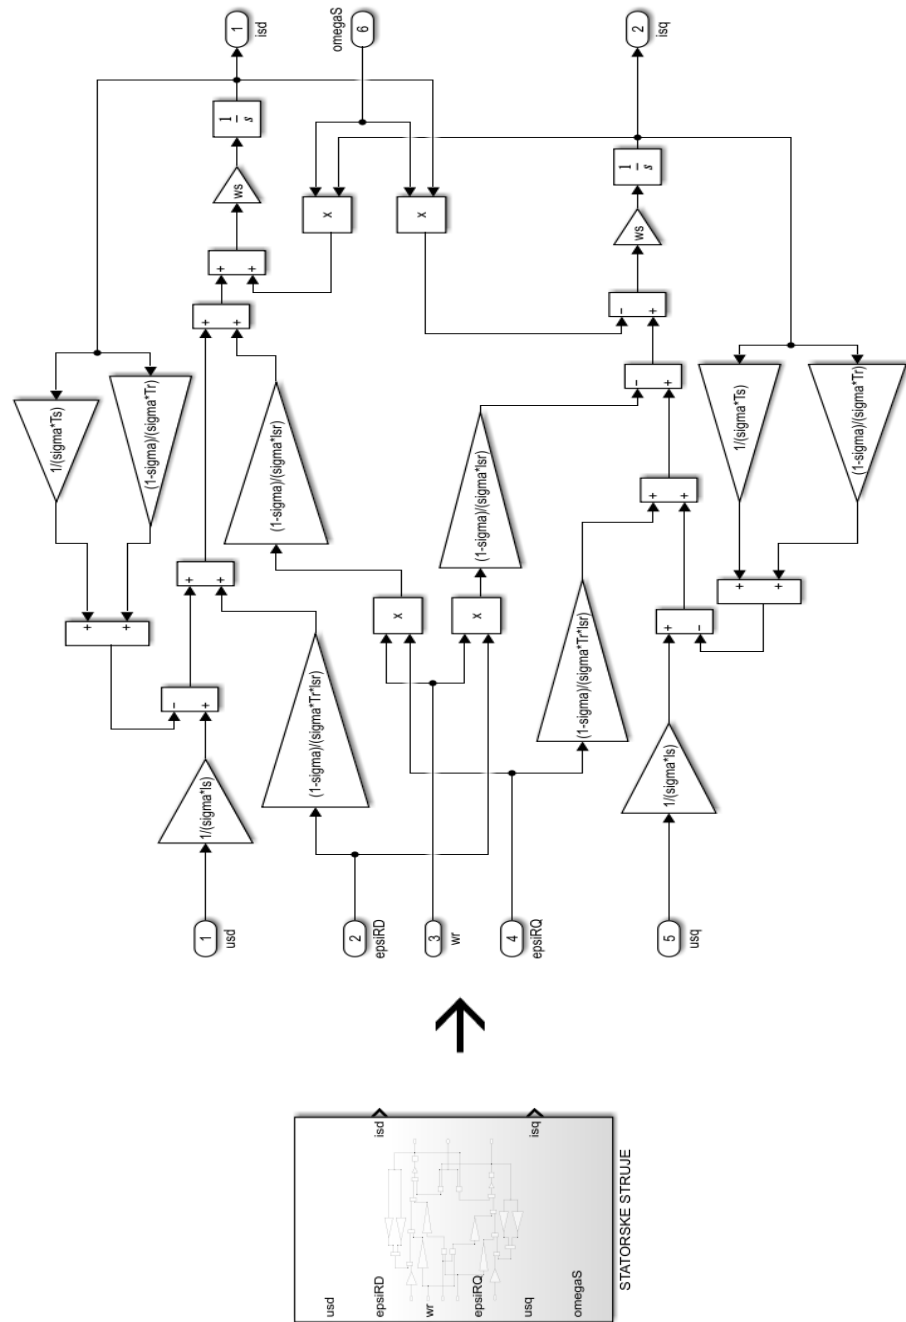 STATORSKE STRUJE
usd
epsiRD
wr
epsiRQ
usq
omegaS
isd
isq
1
usd
2
epsiRD
3
wr
4
epsiRQ
5
usq
6
omegaS
1/(sigma*Ts)
(1-sigma)/(sigma*Tr)
+
+
1/(sigma*ls)
-
+
(1-sigma)/(sigma*Tr*lsr)
+
+
(1-sigma)/(sigma*lsr)
+
+
+
+
ws
1
s
1
isd
x
x
x
x
(1-sigma)/(sigma*lsr)
(1-sigma)/(sigma*Tr*lsr)
1/(sigma*ls)
+
-
+
+
-
+
-
+
ws
1
s
2
isq
1/(sigma*Ts)
(1-sigma)/(sigma*Tr)
+
+